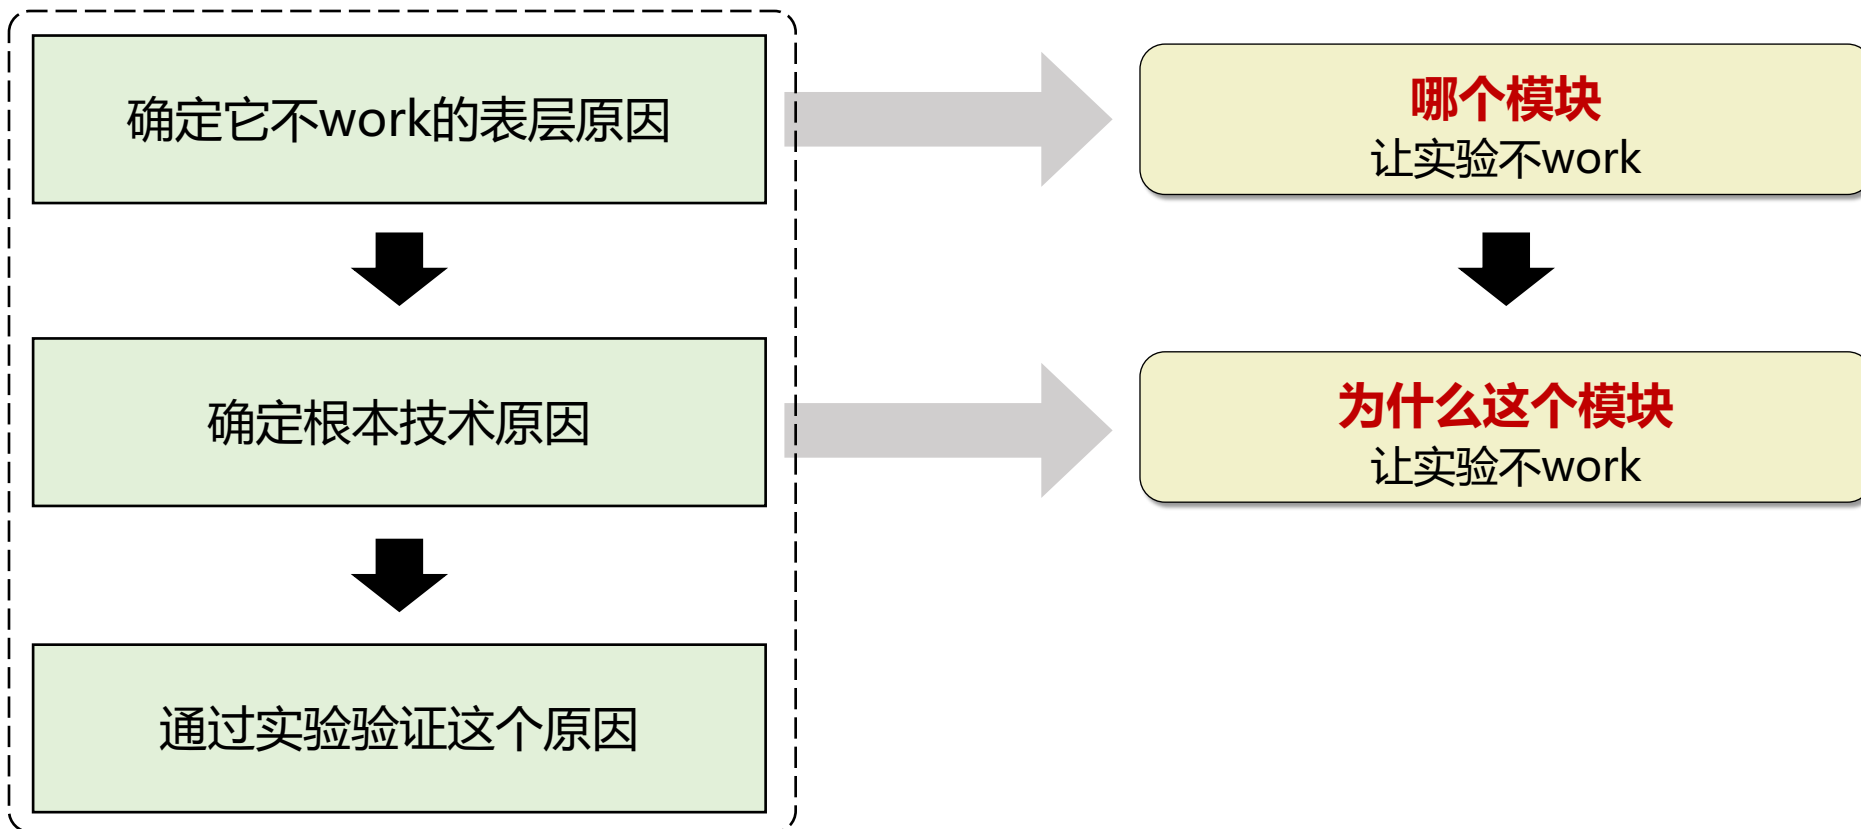 确定它不work的表层原因
哪个模块
让实验不work
确定根本技术原因
为什么这个模块
让实验不work
通过实验验证这个原因